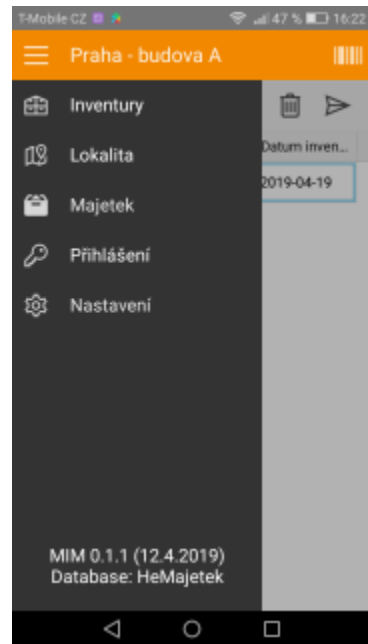 T-Mobile CZ 47 % 16:22
Praha - budova A
Inventury
Lokalita
Datum inven...
Majetek
2019-04-19
Přihlášení
Nastavení
MIM 0.1.1 (12.4.2019)
Database: HeMajetek